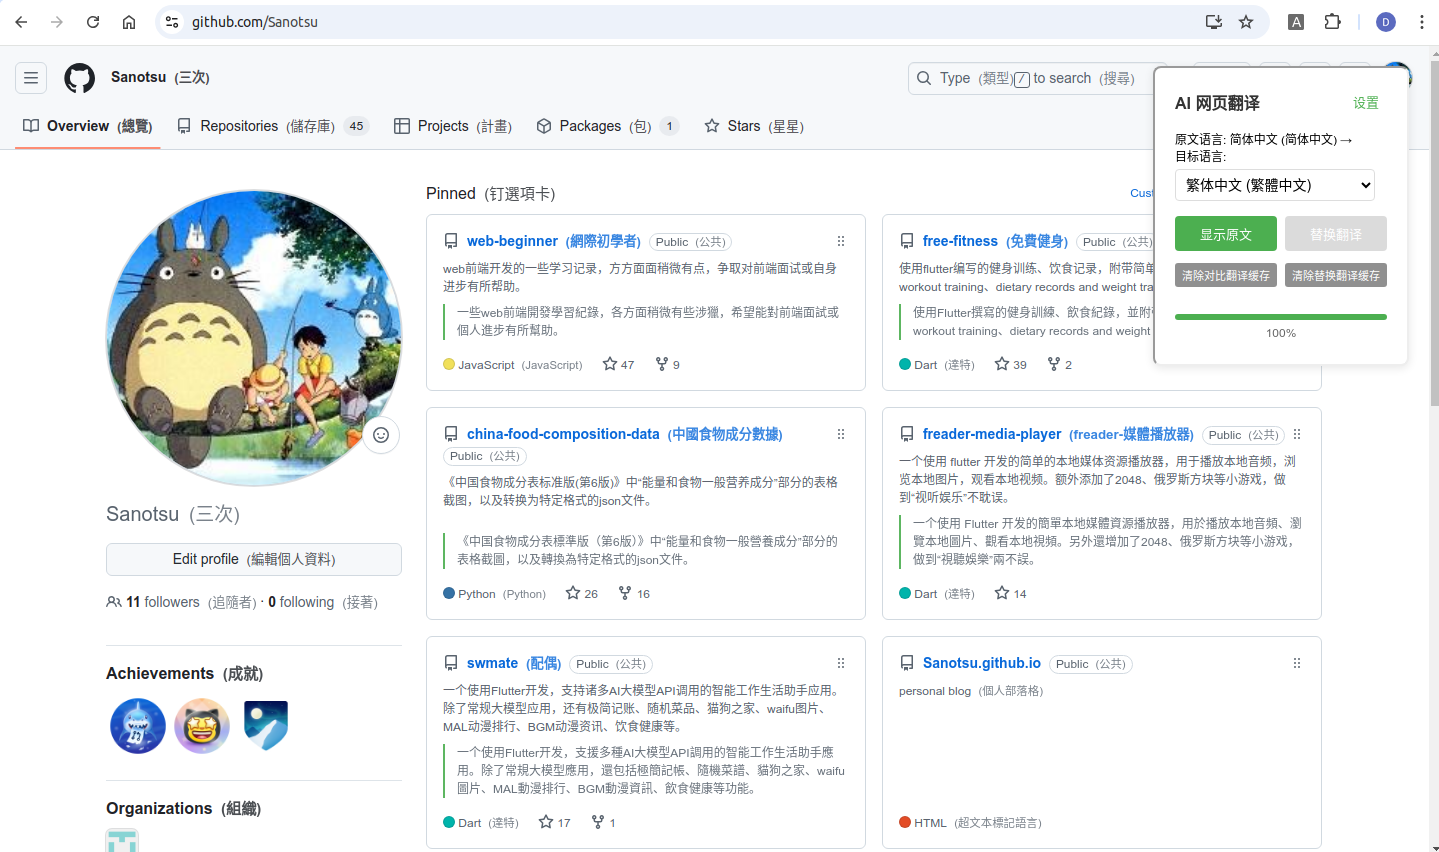 github.com/Sanotsu
A
D
Sanotsu (三次)
Type (類型) / to search (搜尋)
Overview (總覽)
Repositories (儲存庫) 45
Projects (計畫)
Packages (包) 1
Stars (星星)
AI 网页翻译
设置
原文语言: 简体中文 (简体中文) →
目标语言:
繁体中文 (繁體中文)
显示原文
替换翻译
清除对比翻译缓存
清除替换翻译缓存
100%
Sanotsu (三次)
Edit profile (編輯個人資料)
11 followers (追隨者) · 0 following (接著)
Achievements (成就)
Organizations (組織)
Pinned (钉選項卡)
Cust
web-beginner (網際初學者) Public (公共)
web前端开发的一些学习记录，方方面面稍微有点，争取对前端面试或自身
进步有所帮助。
一些web前端開發學習紀錄，各方面稍微有些涉獵，希望能對前端面試或
個人進步有所幫助。
JavaScript (JavaScript) 47 9
free-fitness (免費健身) Public (公共)
使用flutter编写的健身训练、饮食记录，附带简单
workout training、dietary records and weight tra
使用Flutter撰寫的健身訓練、飲食紀錄，並附
workout training、dietary records and weight
Dart (達特) 39 2
china-food-composition-data (中國食物成分數據)
Public (公共)
《中国食物成分表标准版(第6版)》中“能量和食物一般营养成分”部分的表格
截图，以及转换为特定格式的json文件。
《中国食物成分表標準版（第6版）》中“能量和食物一般營養成分”部分的
表格截圖，以及轉換為特定格式的json文件。
Python (Python) 26 16
freader-media-player (freader-媒體播放器) Public (公共)
一个使用 flutter 开发的简单的本地媒体资源播放器，用于播放本地音频，浏
览本地图片，观看本地视频。额外添加了2048、俄罗斯方块等小游戏，做
到“视听娱乐”不耽误。
一个使用 Flutter 开发的簡單本地媒體資源播放器，用於播放本地音頻、瀏
覽本地圖片、觀看本地視頻。另外還增加了2048、俄罗斯方块等小游戏，
做到“視聽娛樂”兩不誤。
Dart (達特) 14
swmate (配偶) Public (公共)
一个使用Flutter开发，支持诸多AI大模型API调用的智能工作生活助手应用。
除了常规大模型应用，还有极简记账、随机菜品、猫狗之家、waifu图片、
MAL动漫排行、BGM动漫资讯、饮食健康等。
一个使用Flutter开发，支援多種AI大模型API調用的智能工作生活助手應
用。除了常規大模型應用，還包括極簡記帳、隨機菜譜、貓狗之家、waifu
圖片、MAL動漫排行、BGM動漫資訊、飲食健康等功能。
Dart (達特) 17 1
Sanotsu.github.io Public (公共)
personal blog (個人部落格)
HTML (超文本標記語言)